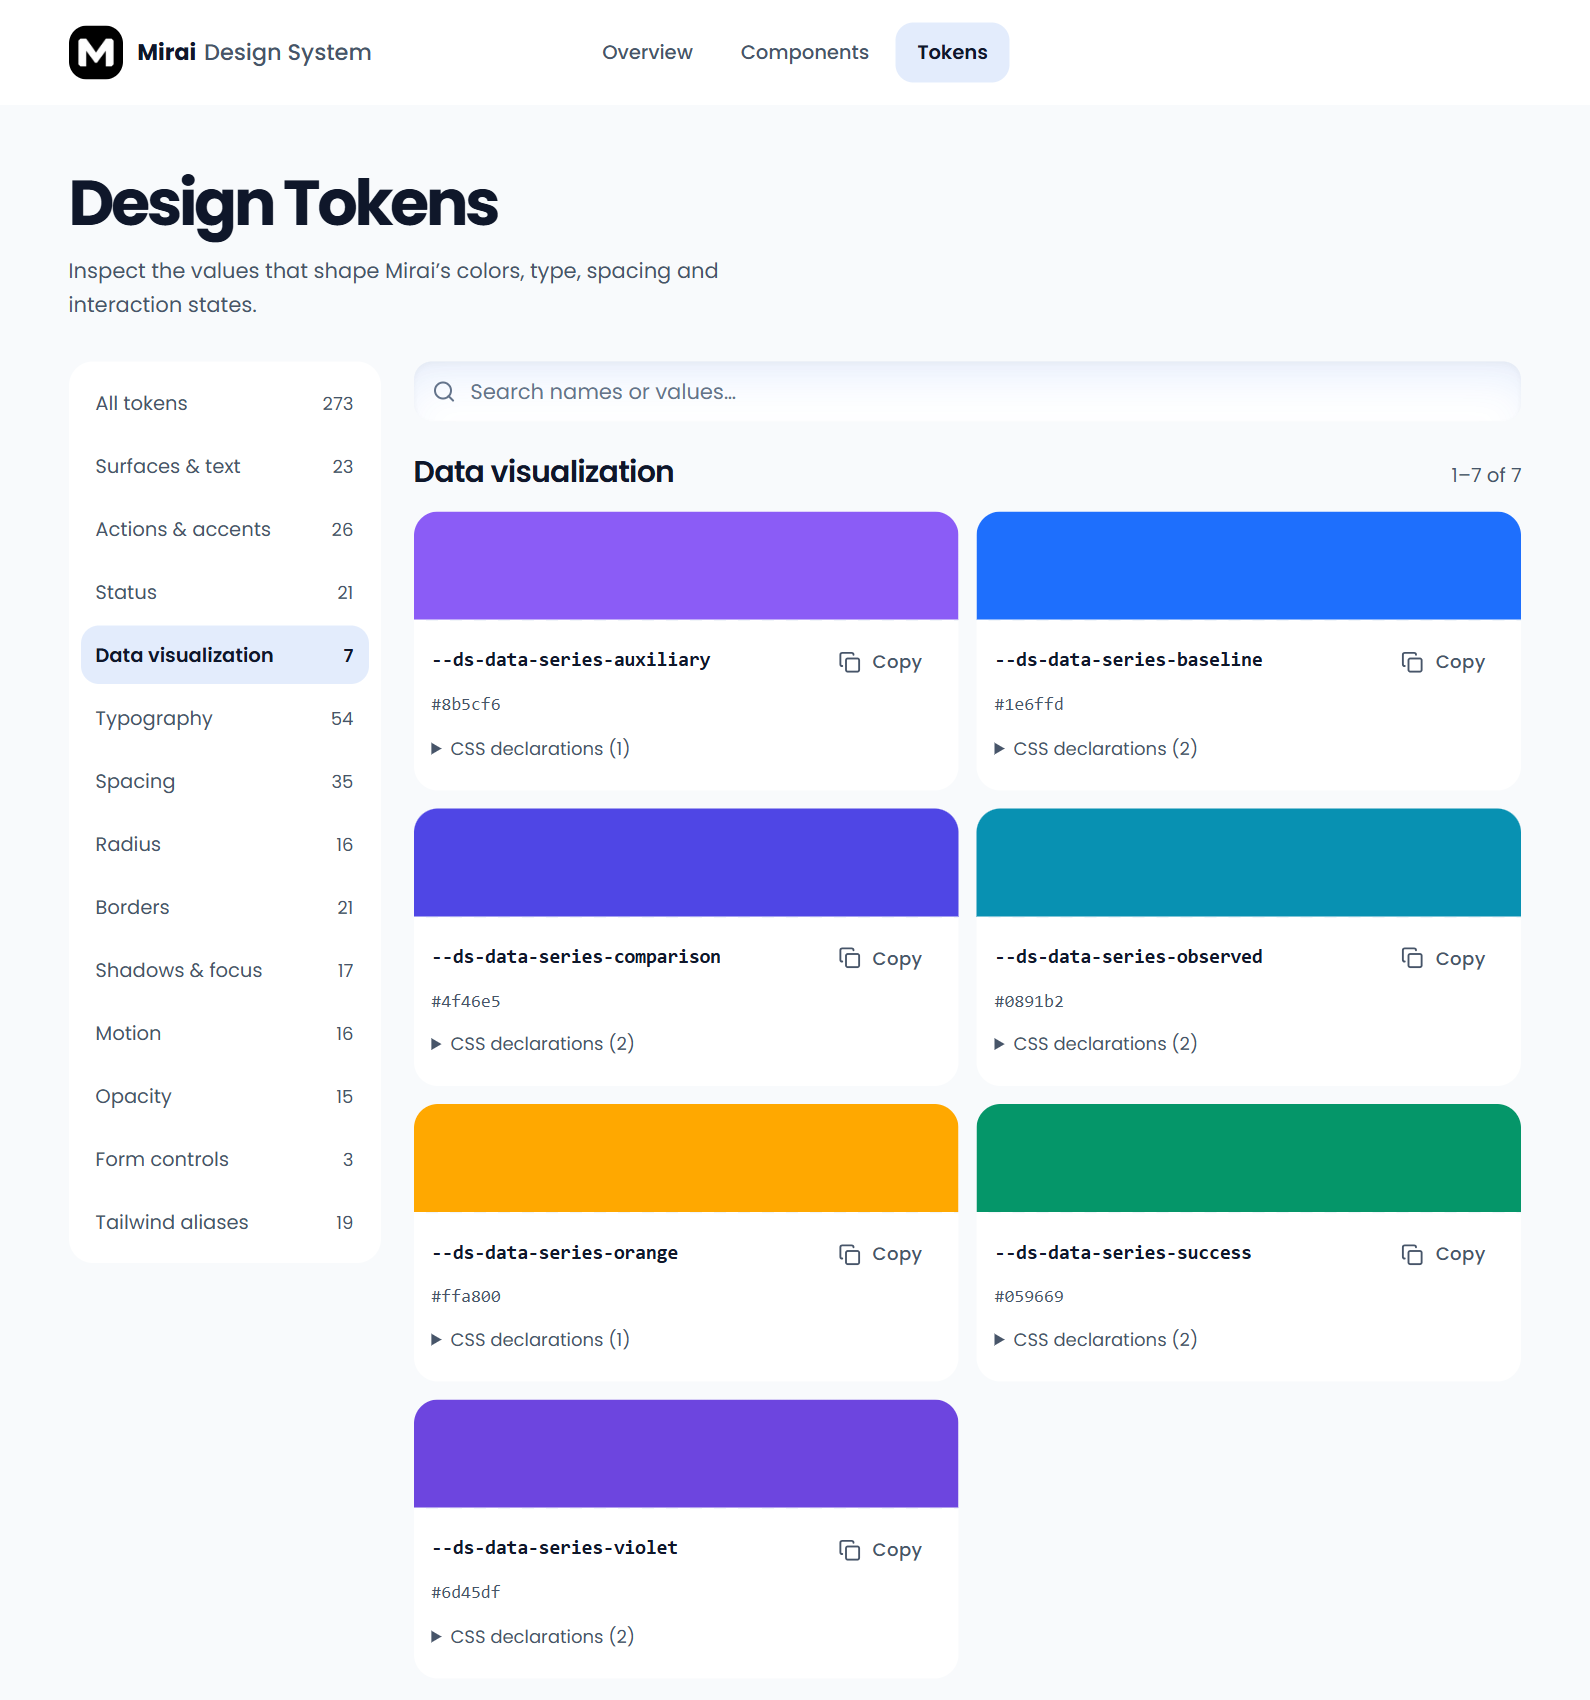 M Mirai Design System
Overview
Components
Tokens
Design Tokens
Inspect the values that shape Mirai’s colors, type, spacing and
interaction states.
All tokens 273
Surfaces & text 23
Actions & accents 26
Status 21
Data visualization 7
Typography 54
Spacing 35
Radius 16
Borders 21
Shadows & focus 17
Motion 16
Opacity 15
Form controls 3
Tailwind aliases 19
Search names or values…
Data visualization
1–7 of 7
--ds-data-series-auxiliary
Copy
#8b5cf6
CSS declarations (1)
--ds-data-series-baseline
Copy
#1e6ffd
CSS declarations (2)
--ds-data-series-comparison
Copy
#4f46e5
CSS declarations (2)
--ds-data-series-observed
Copy
#0891b2
CSS declarations (2)
--ds-data-series-orange
Copy
#ffa800
CSS declarations (1)
--ds-data-series-success
Copy
#059669
CSS declarations (2)
--ds-data-series-violet
Copy
#6d45df
CSS declarations (2)